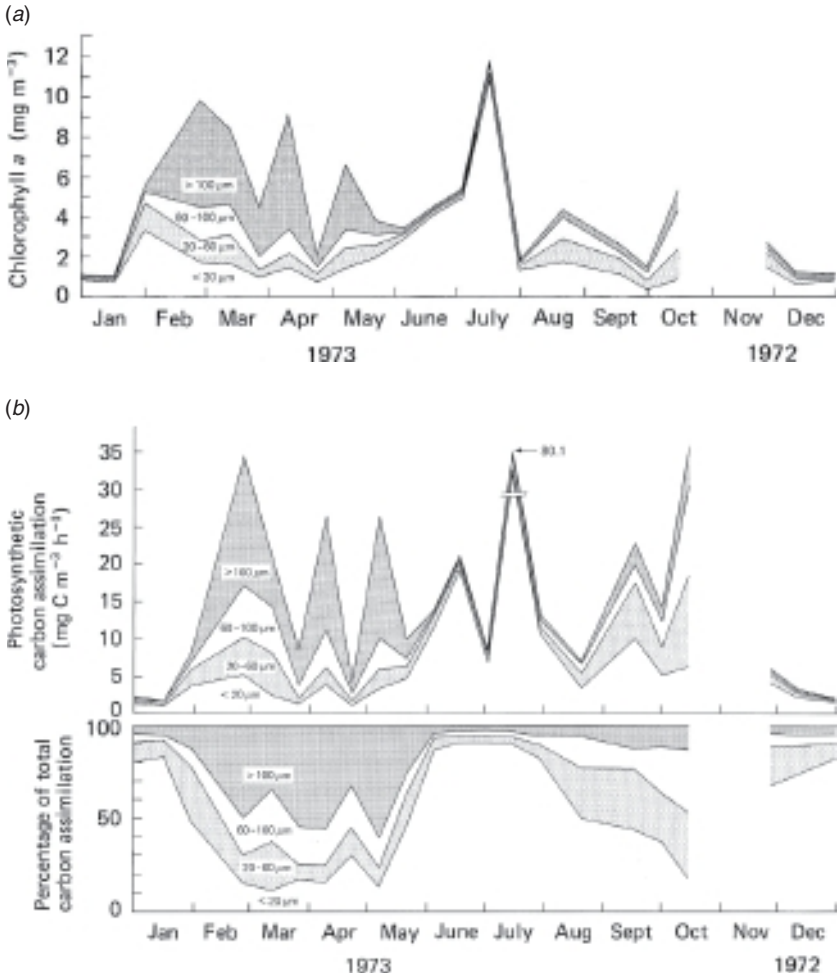 (a)
Chlorophyll a (mg m⁻³)
12
10
8
6
4
2
0
> 100 μm
60–100 μm
20–60 μm
< 20 μm
Jan Feb Mar Apr May June July Aug Sept Oct Nov Dec
1973 1972
(b)
Photosynthetic
carbon assimilation
[mg C m⁻³ h⁻¹)
35
30
25
20
15
10
5
0
80.1
>100 μm
60–100 μm
20–60 μm
<20 μm
Percentage of total
carbon assimilation
100
50
0
>100 μm
60–100 μm
20–60 μm
<20 μm
Jan Feb Mar Apr May June July Aug Sept Oct Nov Dec
1973 1972